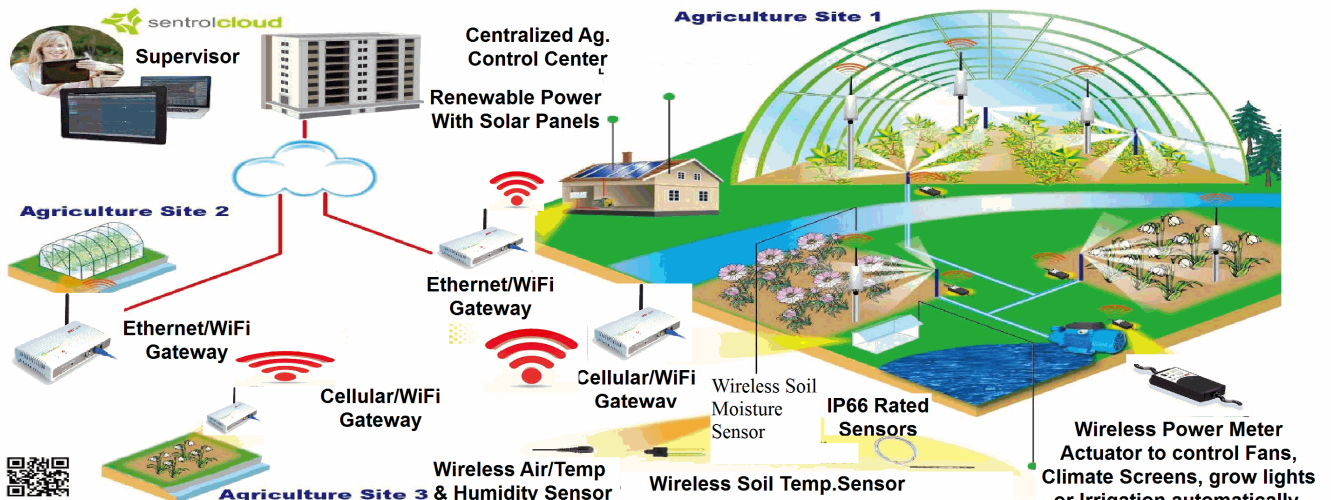 sentrolcloud
Supervisor
Centralized Ag.
Control Center
Renewable Power
With Solar Panels
Agriculture Site 1
Agriculture Site 2
Ethernet/WiFi
Gateway
Ethernet/WiFi
Gateway
Cellular/WiFi
Gateway
Cellular/WiFi
Gateway
Wireless Soil
Moisture
Sensor
IP66 Rated
Sensors
Wireless Air/Temp
& Humidity Sensor
Wireless Soil Temp.Sensor
Wireless Power Meter
Actuator to control Fans,
Climate Screens, grow lights
or Irrigation automatically
Agriculture Site 3